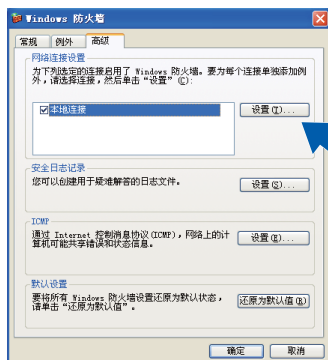 Windows 防火墙
常规 例外 高级
网络连接设置
为下列选定的连接启用了 Windows 防火墙。要为每个连接单独添加例
外，请选择连接，然后单击“设置”(C):
本地连接
设置(T)...
安全日志记录
您可以创建用于疑难解答的日志文件。
设置(S)...
ICMP
通过 Internet 控制消息协议(ICMP)，网络上的计
算机可能共享错误和状态信息。
设置(E)...
默认设置
要将所有 Windows 防火墙设置还原为默认状态，
请单击“还原为默认值”。
还原为默认值(R)
确定 取消